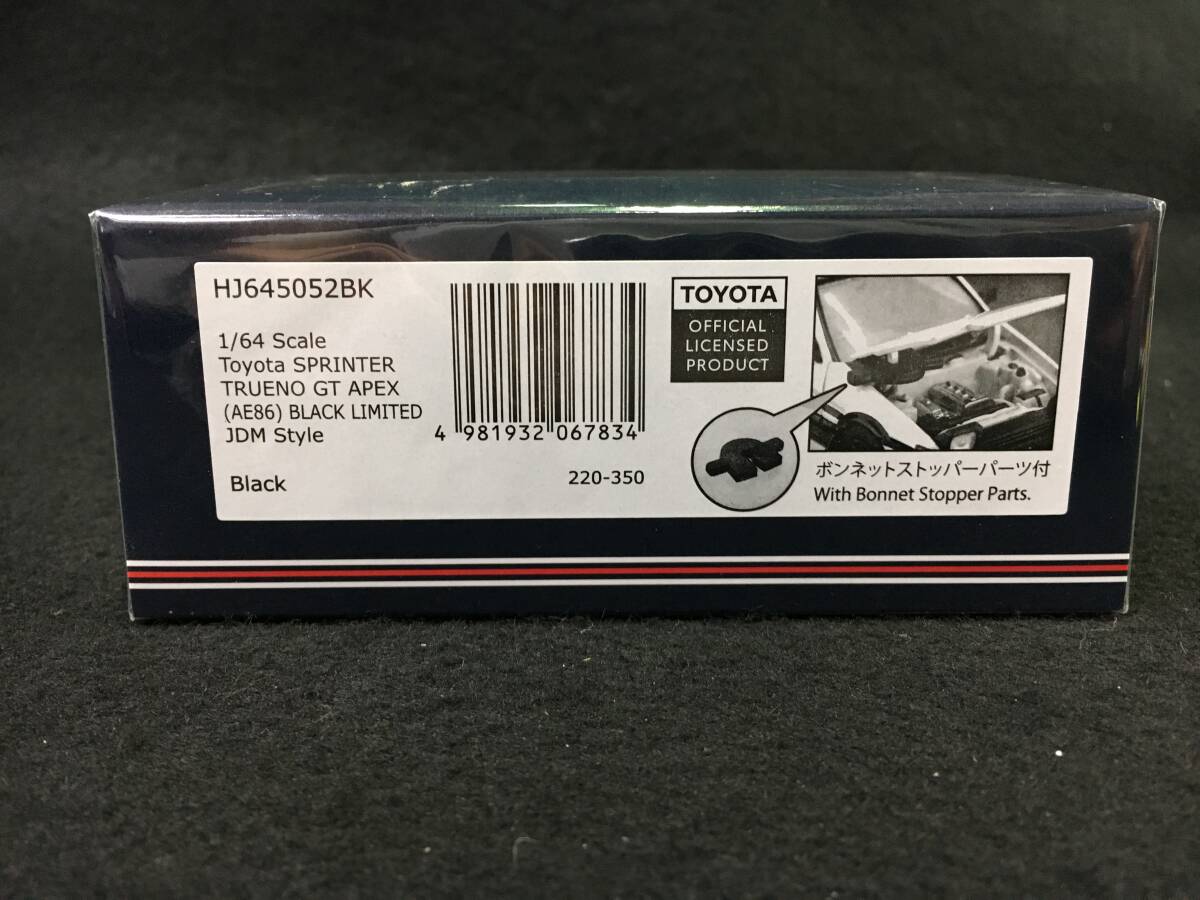 HJ645052BK
1/64 Scale
Toyota SPRINTER
TRUENO GT APEX
(AE86) BLACK LIMITED
JDM Style
Black
4 981932 067834
220-350
TOYOTA
OFFICIAL
LICENSED
PRODUCT
ボンネットストッパーパーツ付
With Bonnet Stopper Parts.